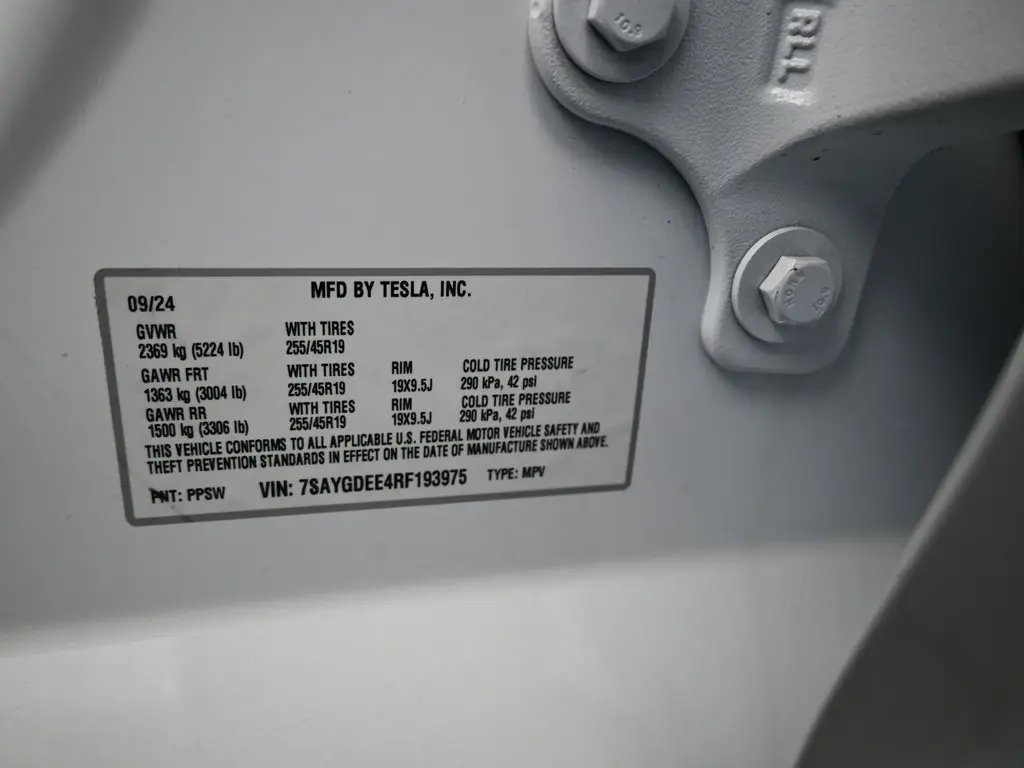 10.9
RLL
MFD BY TESLA, INC.
09/24
GVWR WITH TIRES
2369 kg (5224 lb) 255/45R19
GAWR FRT WITH TIRES RIM COLD TIRE PRESSURE
1363 kg (3004 lb) 255/45R19 19X9.5J 290 kPa, 42 psi
GAWR RR WITH TIRES RIM COLD TIRE PRESSURE
1500 kg (3306 lb) 255/45R19 19X9.5J 290 kPa, 42 psi
THIS VEHICLE CONFORMS TO ALL APPLICABLE U.S. FEDERAL MOTOR VEHICLE SAFETY AND
THEFT PREVENTION STANDARDS IN EFFECT ON THE DATE OF MANUFACTURE SHOWN ABOVE.
PNT: PPSW VIN: 7SAYGDEE4RF193975 TYPE: MPV
10.9